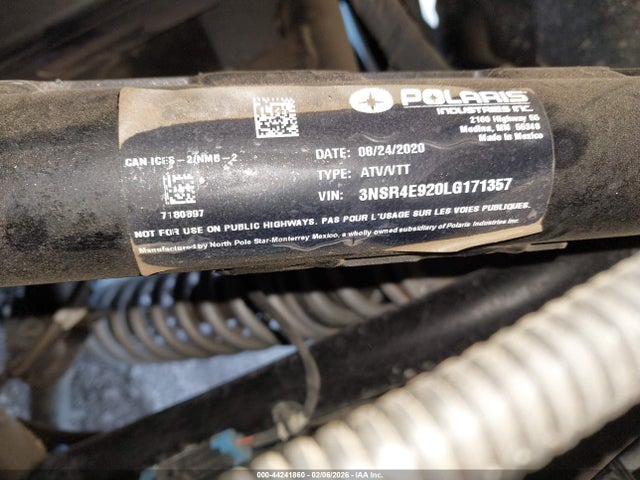 POLARIS
INDUSTRIES INC.
2100 Highway 55
Medina, MN 55340
Made in Mexico
CAN ICES-2/NMB-2
DATE: 08/24/2020
TYPE: ATV/VTT
VIN: 3NSR4E920LG171357
7180897
NOT FOR USE ON PUBLIC HIGHWAYS. PAS POUR L'USAGE SUR LES VOIES PUBLIQUES.
Manufactured by North Pole Star-Monterrey Mexico, a wholly owned subsidiary of Polaris Industries Inc.
000-44241860 - 02/06/2026 - IAA Inc.